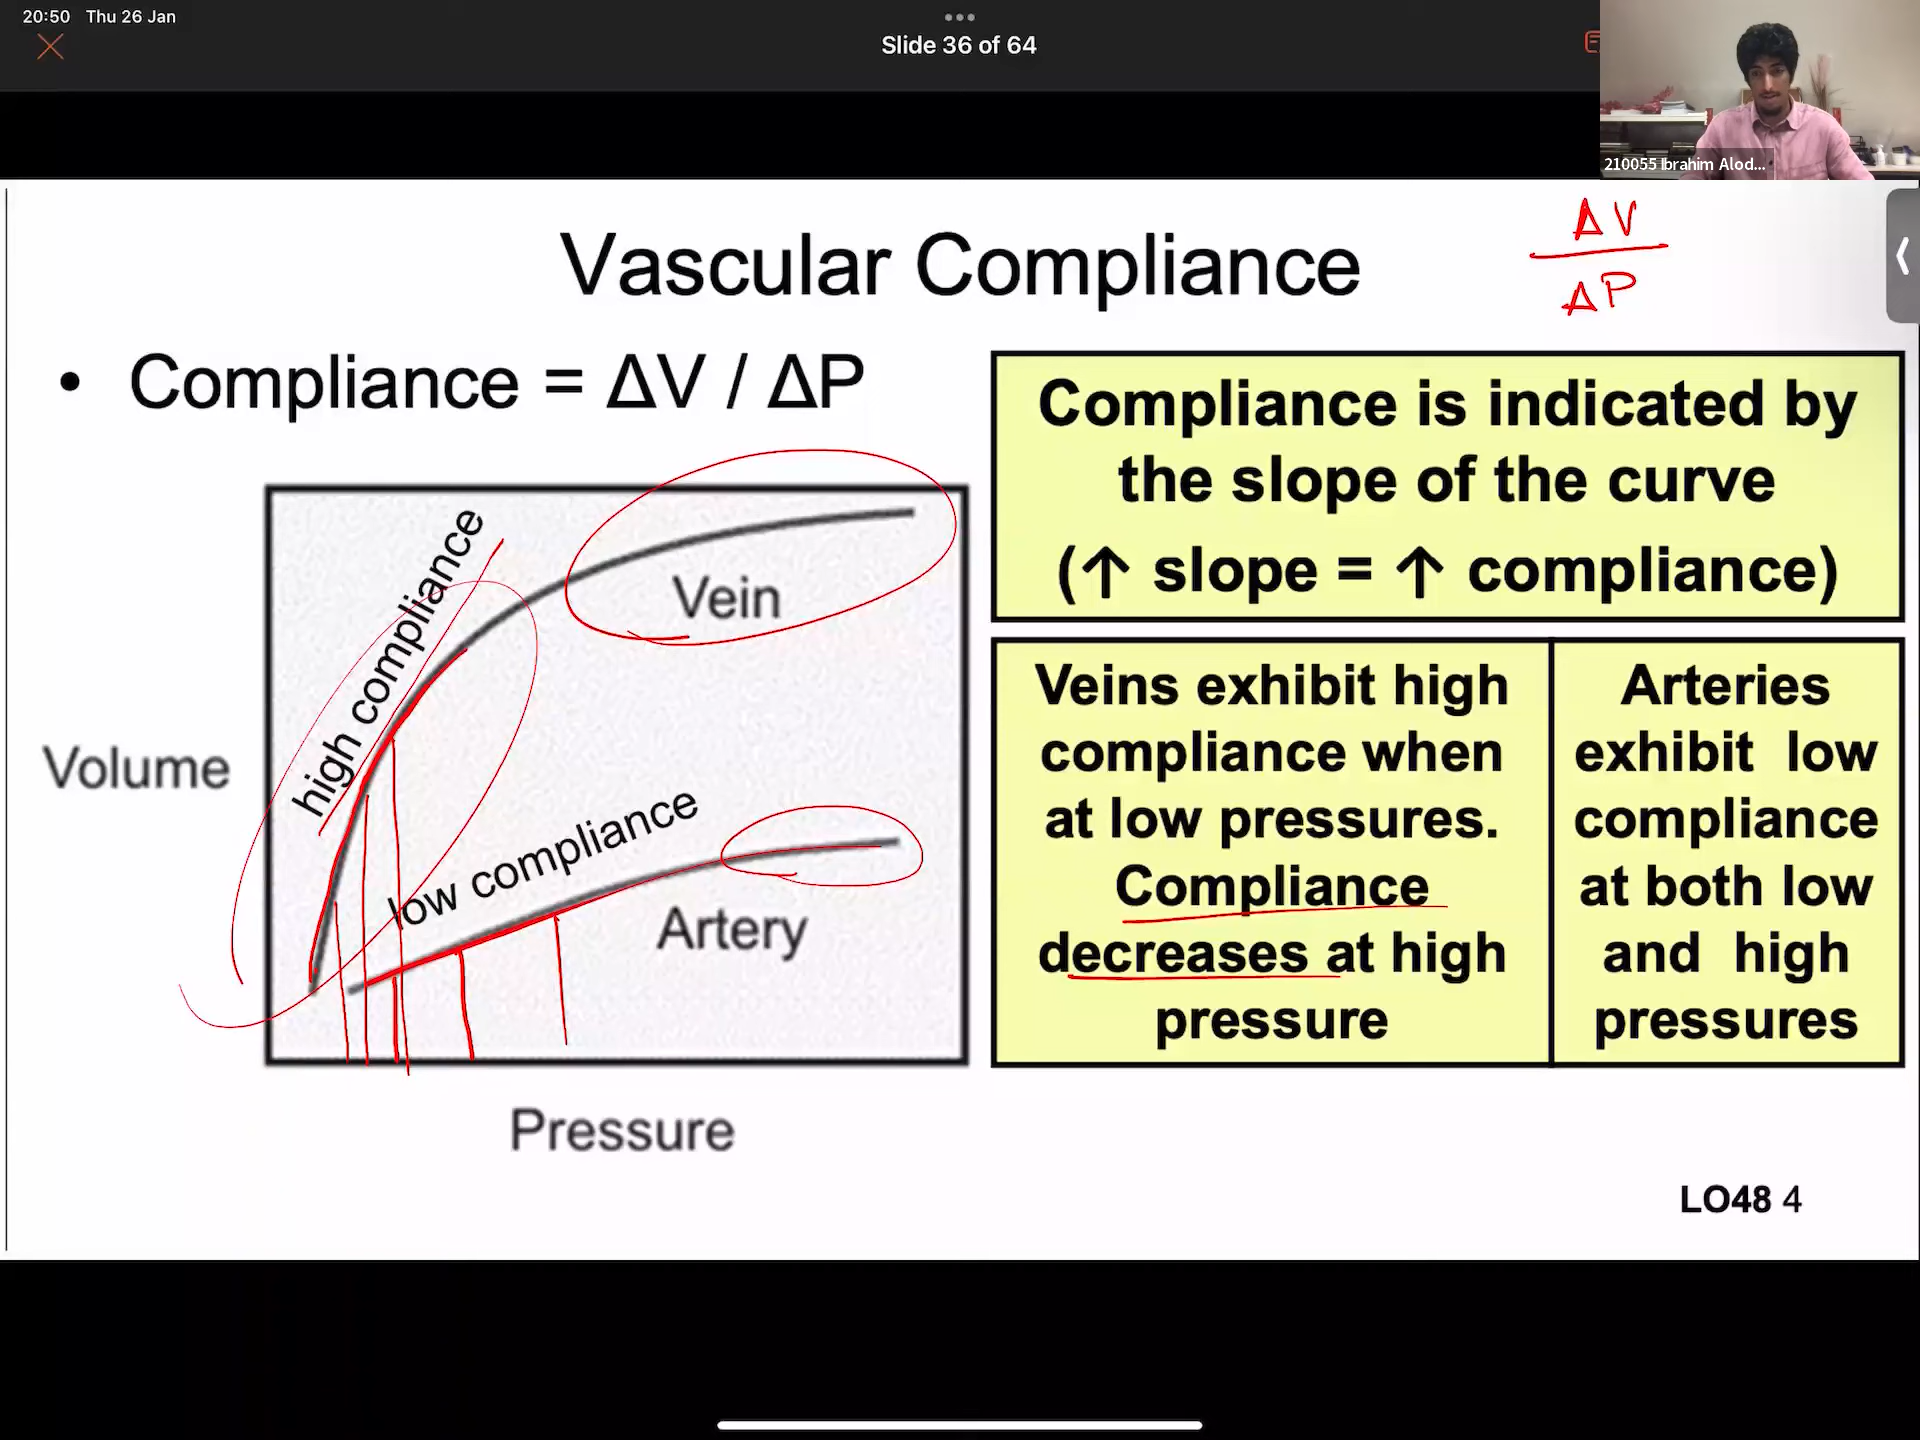 20:50 Thu 26 Jan
Slide 36 of 64
210055 Ibrahim Alod...
Vascular Compliance
ΔV
ΔP
• Compliance = ΔV / ΔP
Compliance is indicated by
the slope of the curve
(↑ slope = ↑ compliance)
high compliance
Vein
Volume
low compliance
Artery
Pressure
Veins exhibit high
compliance when
at low pressures.
Compliance
decreases at high
pressure
Arteries
exhibit low
compliance
at both low
and high
pressures
LO48 4